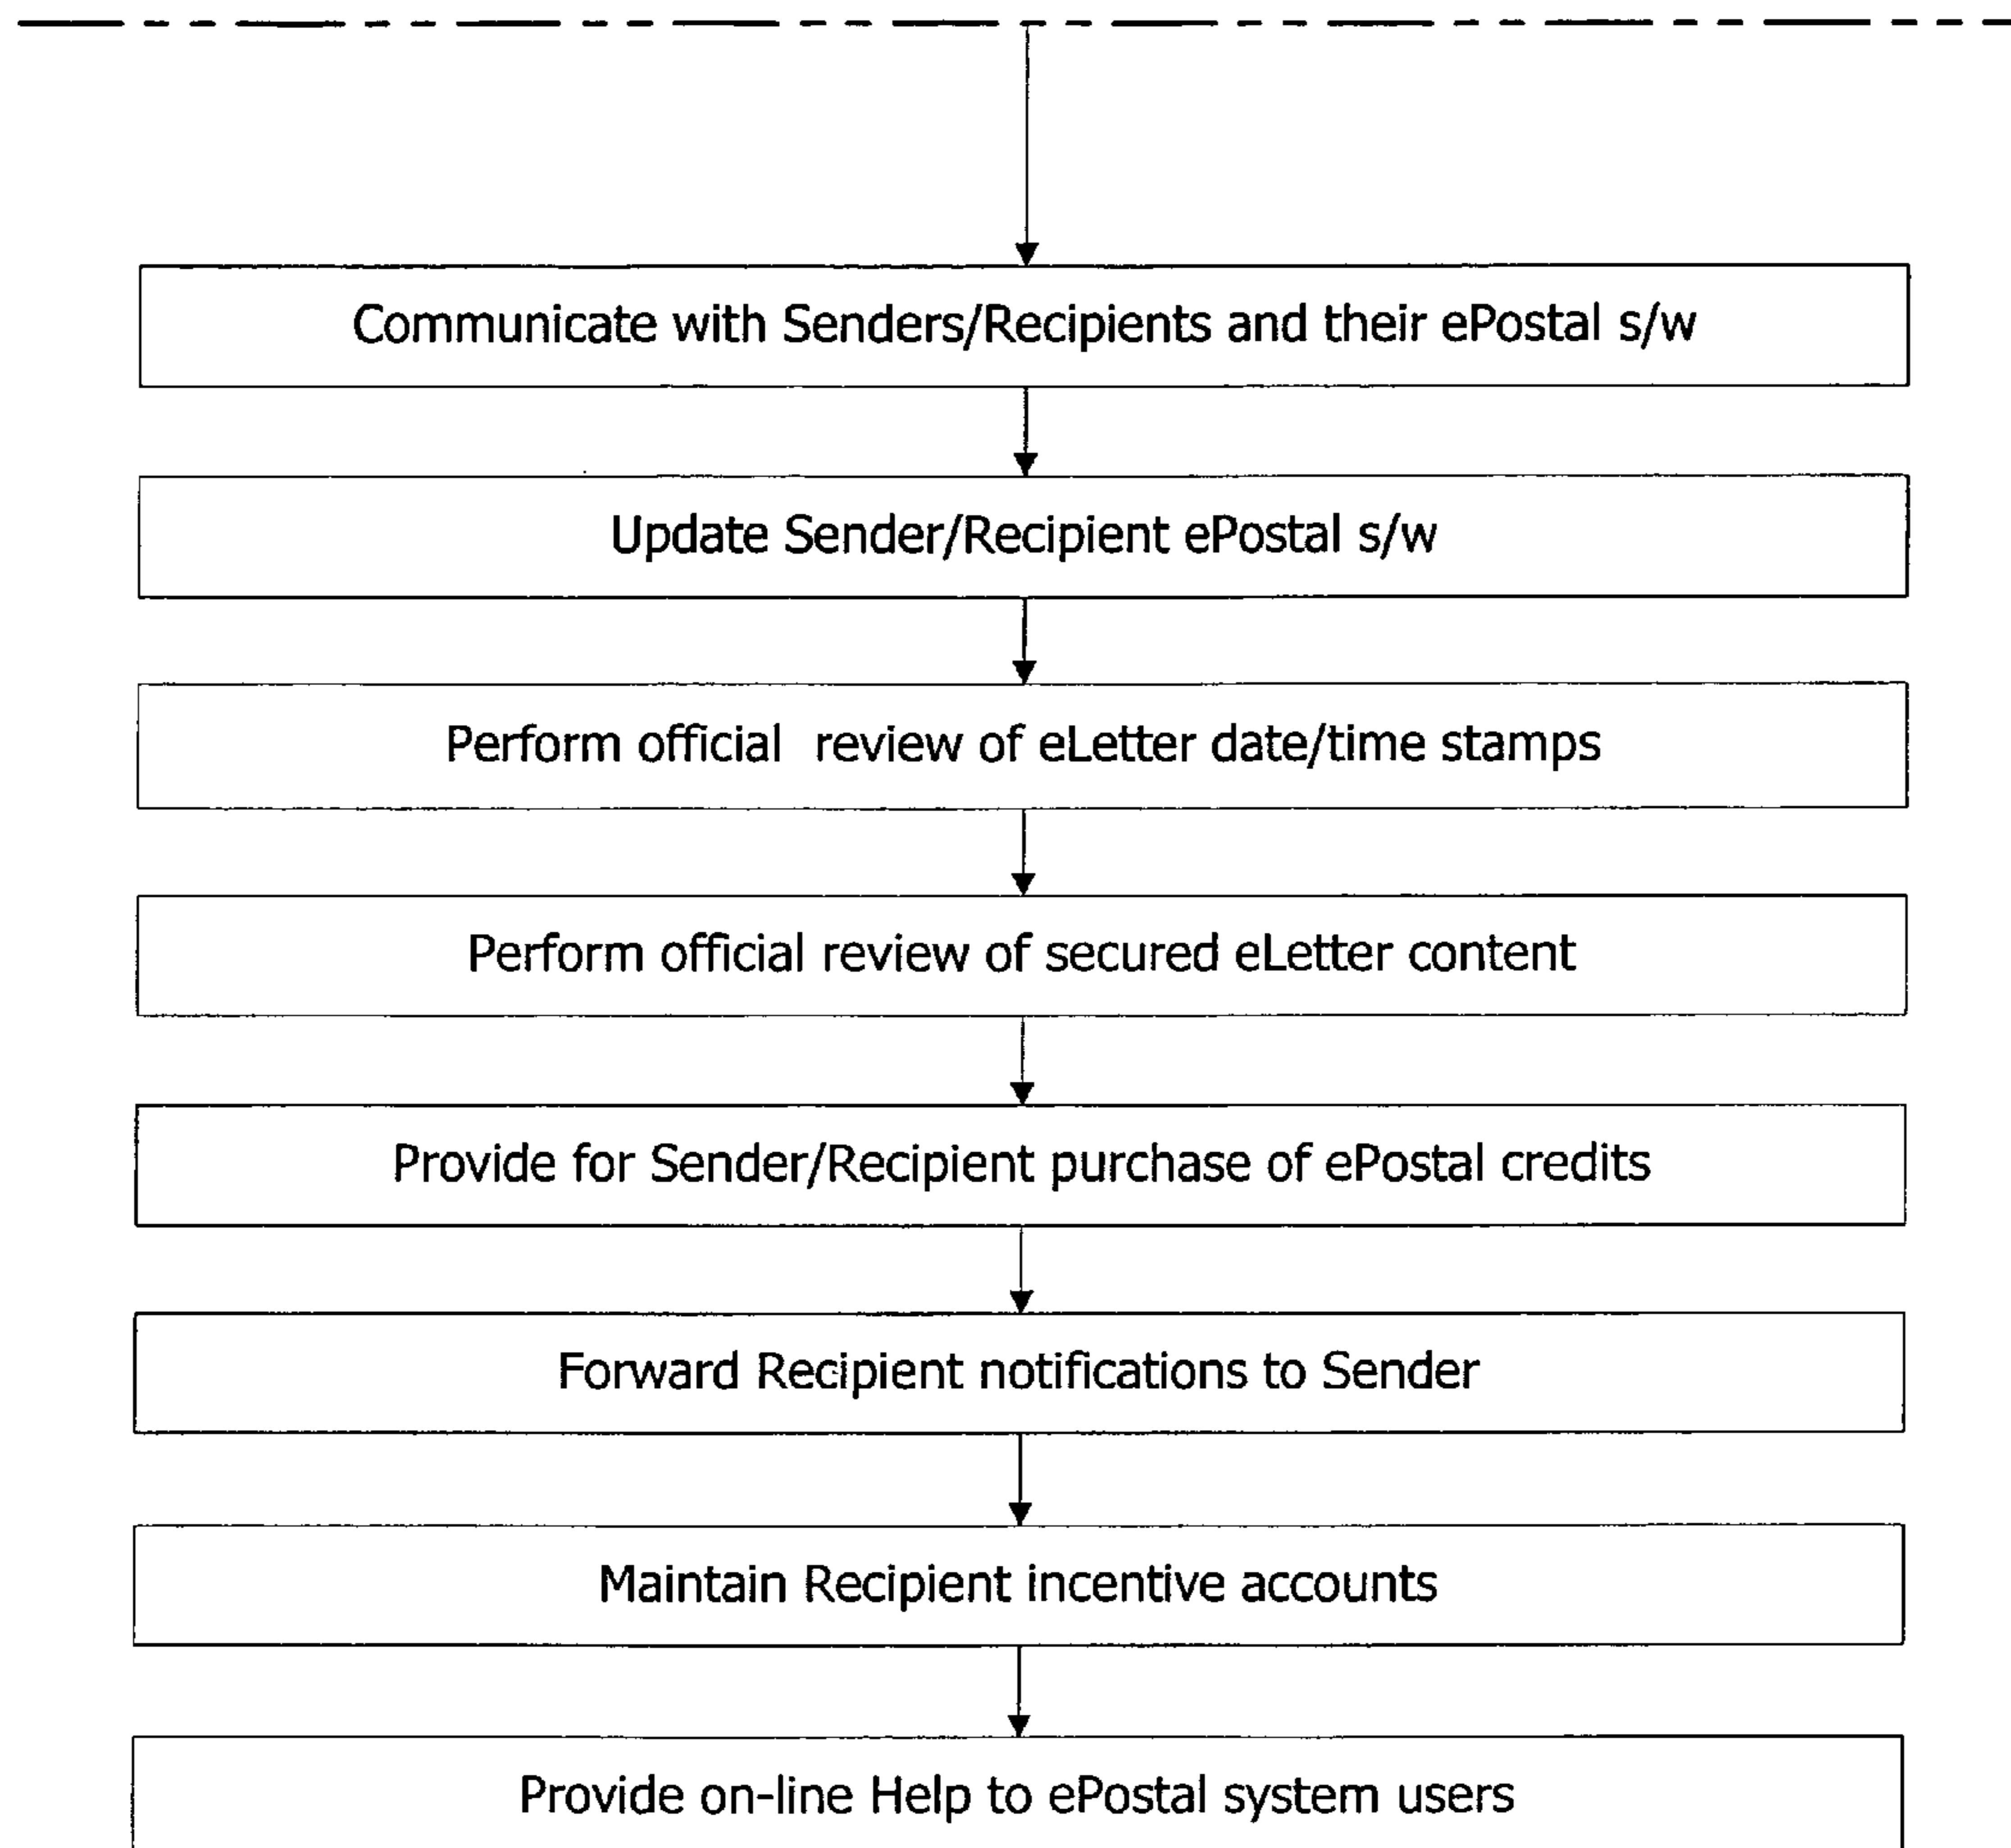 Communicate with Senders/Recipients and their ePostal s/w
Update Sender/Recipient ePostal s/w
Perform official review of eLetter date/time stamps
Perform official review of secured eLetter content
Provide for Sender/Recipient purchase of ePostal credits
Forward Recipient notifications to Sender
Maintain Recipient incentive accounts
Provide on-line Help to ePostal system users